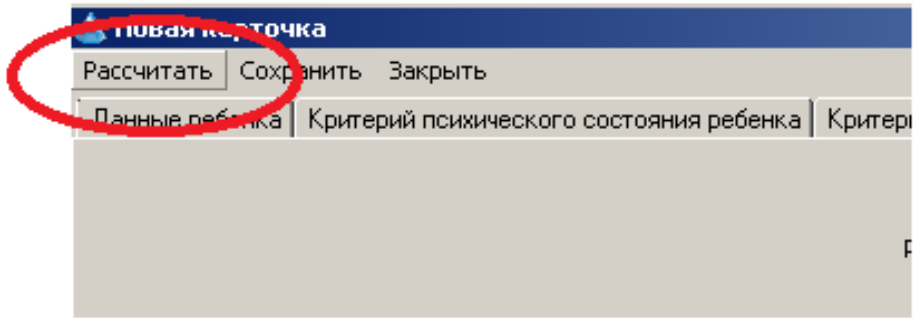 Новая карточка
Рассчитать Сохранить Закрыть
Данные ребенка Критерий психического состояния ребенка